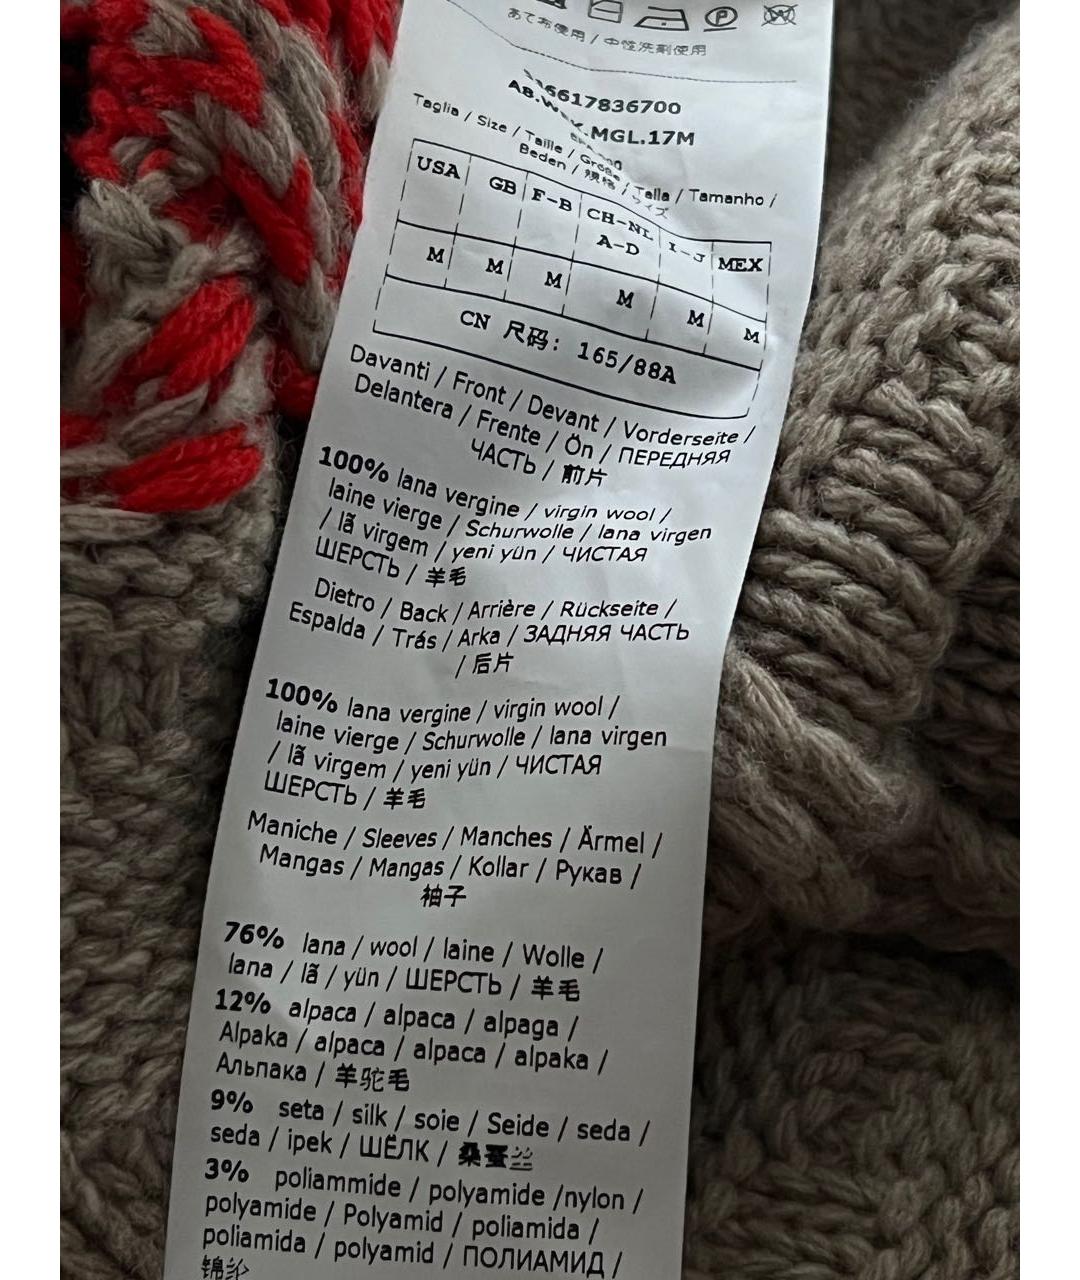 あて布使用 / 中性洗剤使用
6617836700
.MGL.17M
Taglia / Size / Taille / Größe / Talla / Tamanho /
Beden / 規格 / サイズ
USA GB F-B CH-NL A-D I-J MEX
M M M M M M
CN 尺码: 165/88A
Davanti / Front / Devant / Vorderseite /
Delantera / Frente / Ön / ПЕРЕДНЯЯ
ЧАСТЬ / 前片
100% lana vergine / virgin wool /
laine vierge / Schurwolle / lana virgen
/ lã virgem / yeni yün / ЧИСТАЯ
ШЕРСТЬ / 羊毛
Dietro / Back / Arrière / Rückseite /
Espalda / Trás / Arka / ЗАДНЯЯ ЧАСТЬ
/ 后片
100% lana vergine / virgin wool /
laine vierge / Schurwolle / lana virgen
/ lã virgem / yeni yün / ЧИСТАЯ
ШЕРСТЬ / 羊毛
Maniche / Sleeves / Manches / Ärmel /
Mangas / Mangas / Kollar / Рукав /
袖子
76% lana / wool / laine / Wolle /
lana / lã / yün / ШЕРСТЬ / 羊毛
12% alpaca / alpaca / alpaga /
Alpaka / alpaca / alpaca / alpaka /
Альпака / 羊驼毛
9% seta / silk / soie / Seide / seda /
seda / ipek / ШЁЛК / 桑蚕丝
3% poliammide / polyamide /nylon /
polyamide / Polyamid / poliamida /
poliamida / polyamid / ПОЛИАМИД /
锦纶